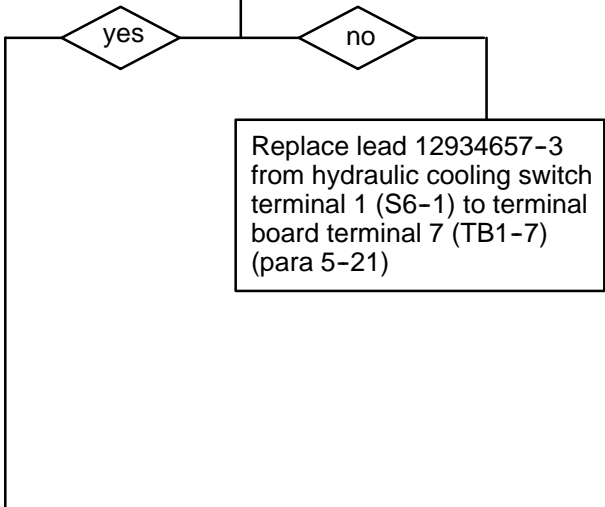 yes
no
Replace lead 12934657-3
from hydraulic cooling switch
terminal 1 (S6-1) to terminal
board terminal 7 (TB1-7)
(para 5-21)